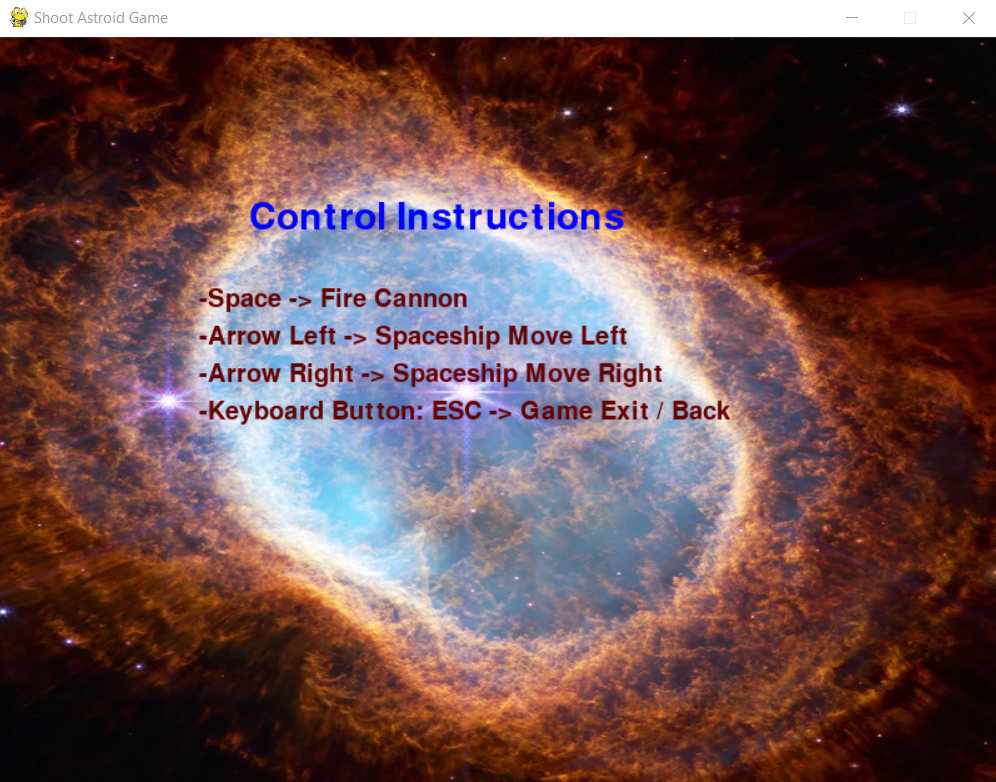 Shoot Astroid Game
Control Instructions
-Space -> Fire Cannon
-Arrow Left -> Spaceship Move Left
-Arrow Right -> Spaceship Move Right
-Keyboard Button: ESC -> Game Exit / Back